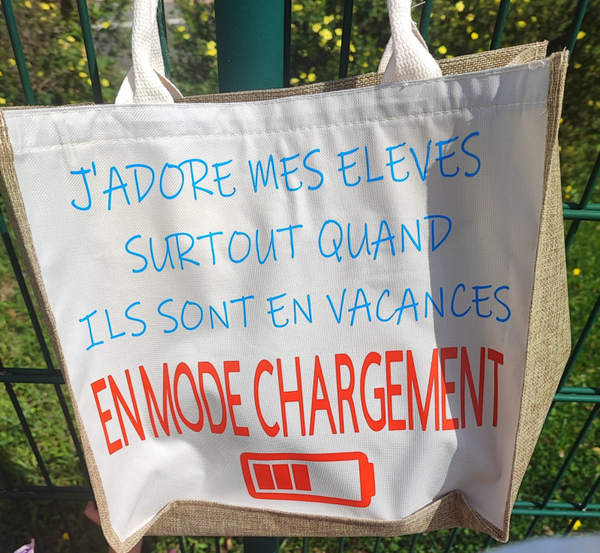 J'ADORE MES ELEVES
SURTOUT QUAND
ILS SONT EN VACANCES
EN MODE CHARGEMENT